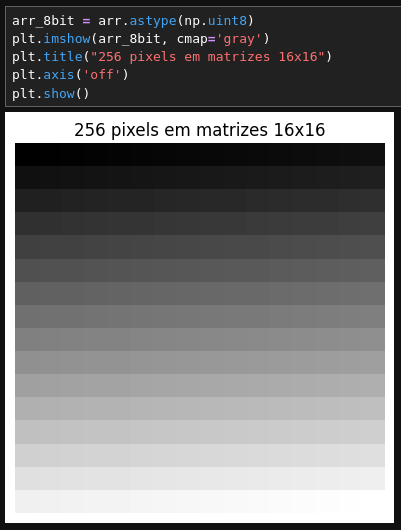 arr_8bit = arr.astype(np.uint8)
plt.imshow(arr_8bit, cmap='gray')
plt.title("256 pixels em matrizes 16x16")
plt.axis('off')
plt.show()
256 pixels em matrizes 16x16